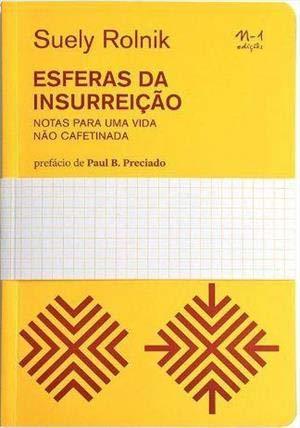 Suely Rolnik
n-1
edições
ESFERAS DA
INSURREIÇÃO
NOTAS PARA UMA VIDA
NÃO CAFETINADA
prefácio de Paul B. Preciado